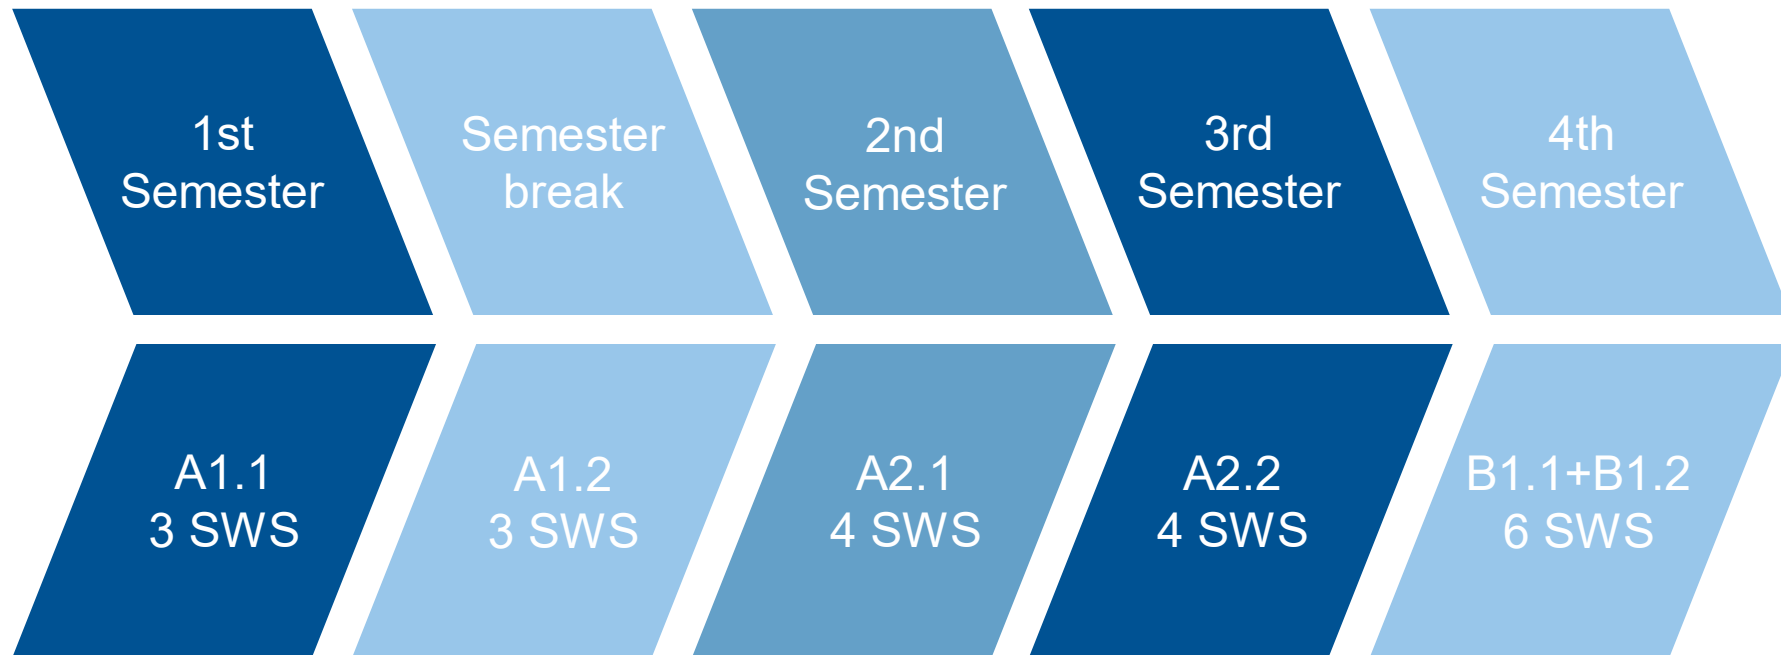 1st
Semester
Semester
break
2nd
Semester
3rd
Semester
4th
Semester
A1.1
3 SWS
A1.2
3 SWS
A2.1
4 SWS
A2.2
4 SWS
B1.1+B1.2
6 SWS